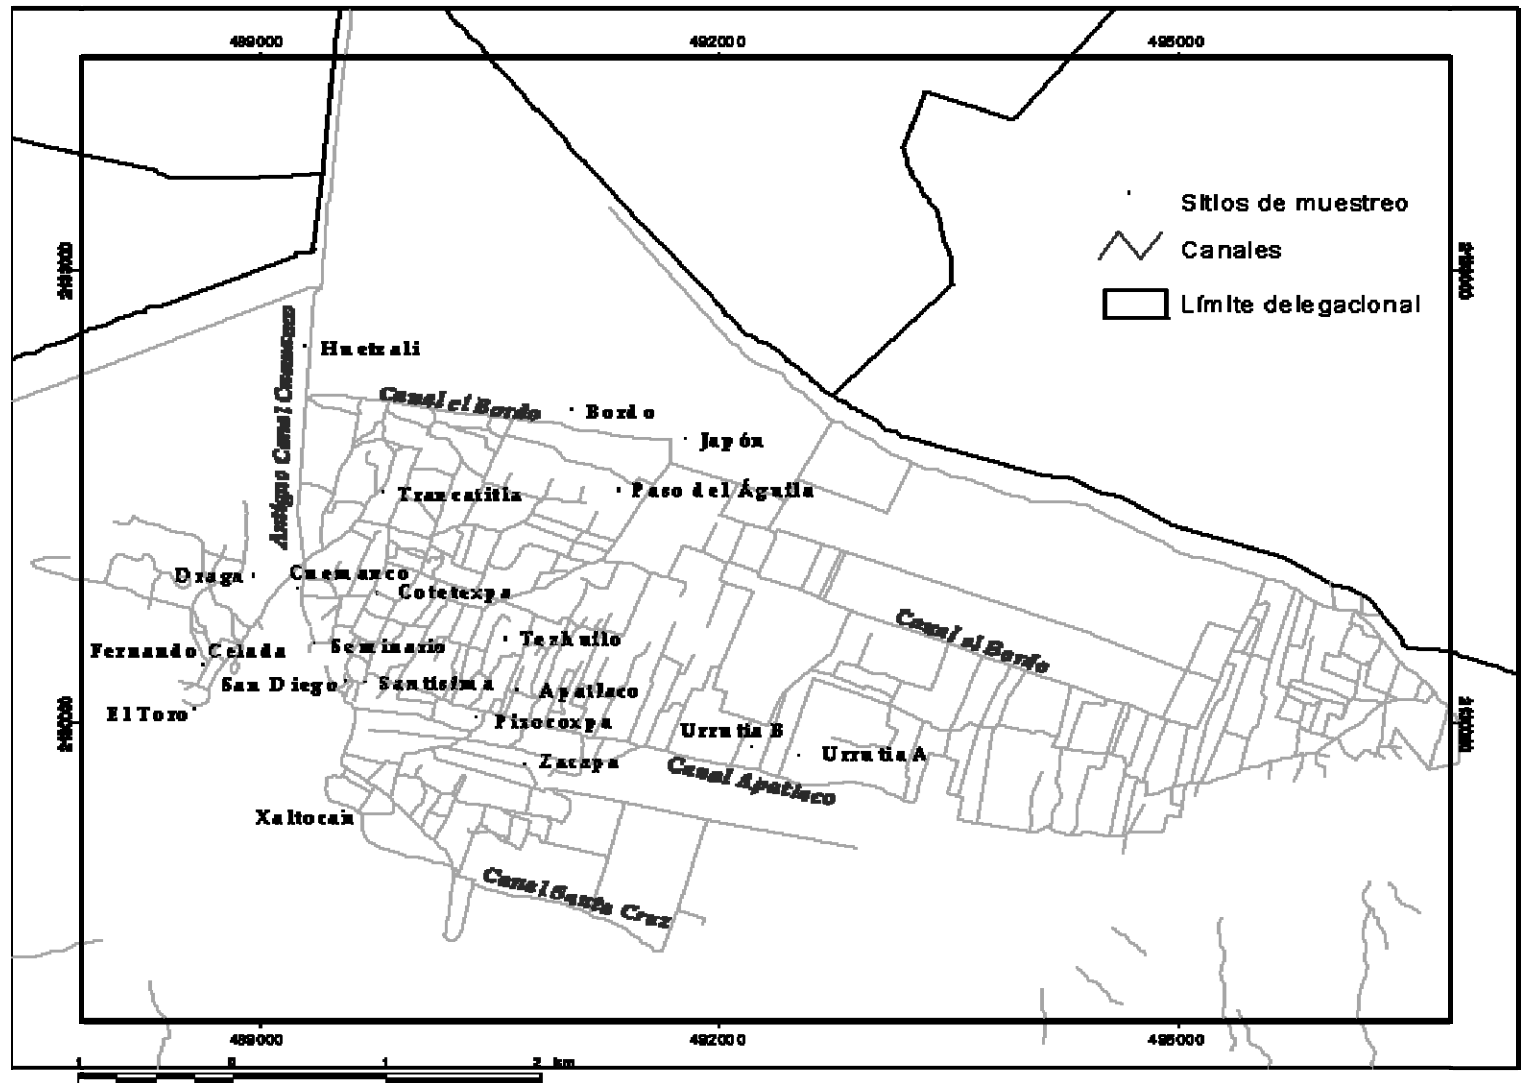 489000
492000
495000
Sitios de muestreo
Canales
Límite delegacional
Antiguo Canal Cuemanco
Huetzali
Canal el Bordo
Bordo
Japón
Trancatitla
Paso del Águila
Draga
Cuemanco
Cotetexpa
Canal el Bordo
Fernando Celada
Seminario
Tezhuilo
San Diego
Santísima
Apatlaco
El Toro
Pizocoxpa
Urrutia B
Urrutia A
Zacapa
Canal Apatlaco
Xaltocan
Canal Santa Cruz
489000
492000
495000
1 0 1 2 km